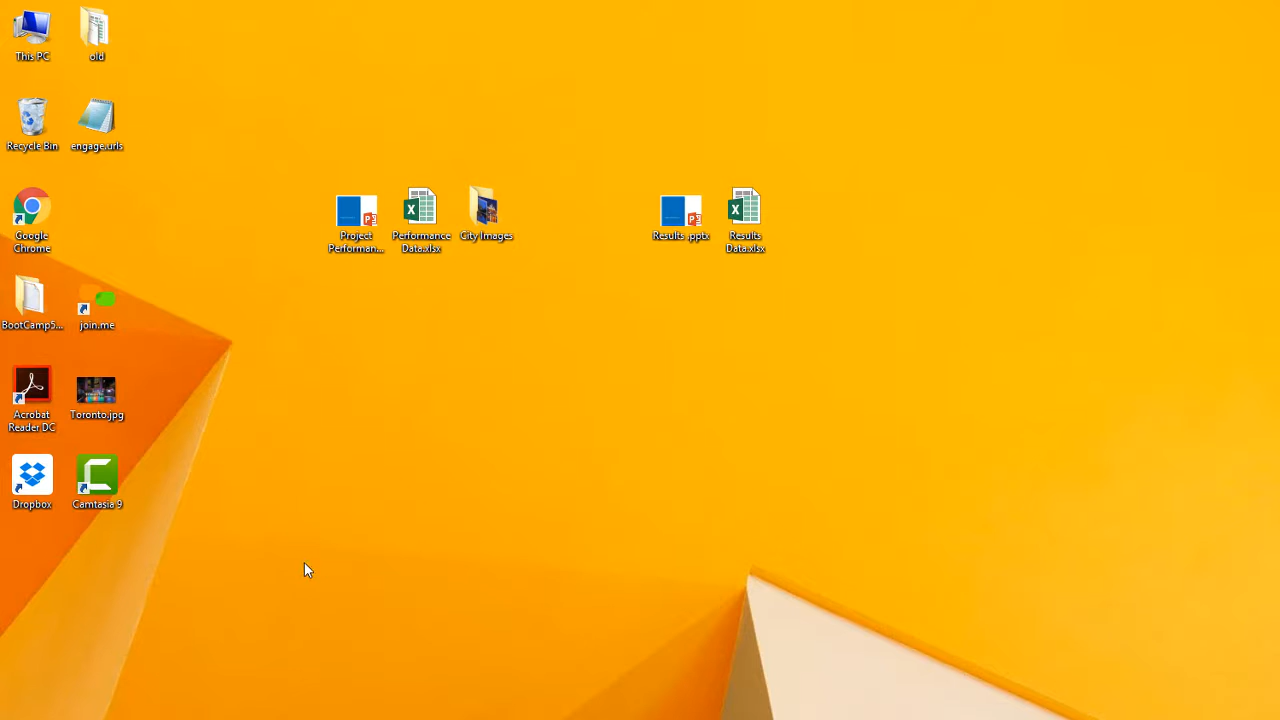 This PC
old
Recycle Bin
engage.urls
Google
Chrome
Project
Performan...
Performance
Data.xlsx
City Images
Results .pptx
Results
Data.xlsx
BootCamp5...
join.me
Acrobat
Reader DC
Toronto.jpg
Dropbox
Camtasia 9